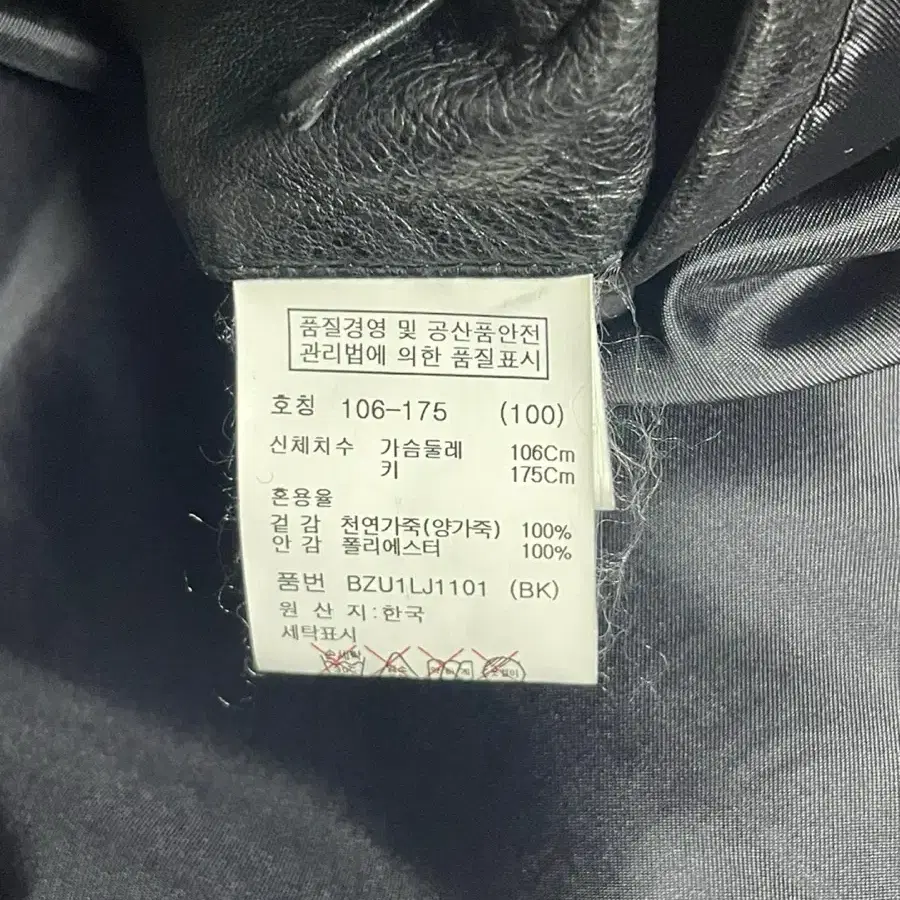 품질경영 및 공산품안전
관리법에 의한 품질표시
호칭 106-175 (100)
신체치수 가슴둘레 106Cm
키 175Cm
혼용율
겉 감 천연가죽(양가죽) 100%
안 감 폴리에스터 100%
품번 BZU1LJ1101 (BK)
원 산 지:한국
세탁표시
손세탁